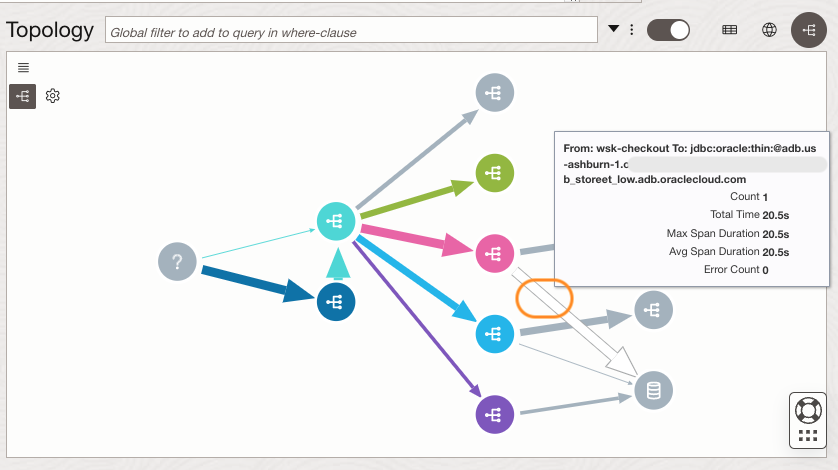 Topology
Global filter to add to query in where-clause
From: wsk-checkout To: jdbc:oracle:thin:@adb.us
-ashburn-1.c
b_storeet_low.adb.oraclecloud.com
Count 1
Total Time 20.5s
Max Span Duration 20.5s
Avg Span Duration 20.5s
Error Count 0
?